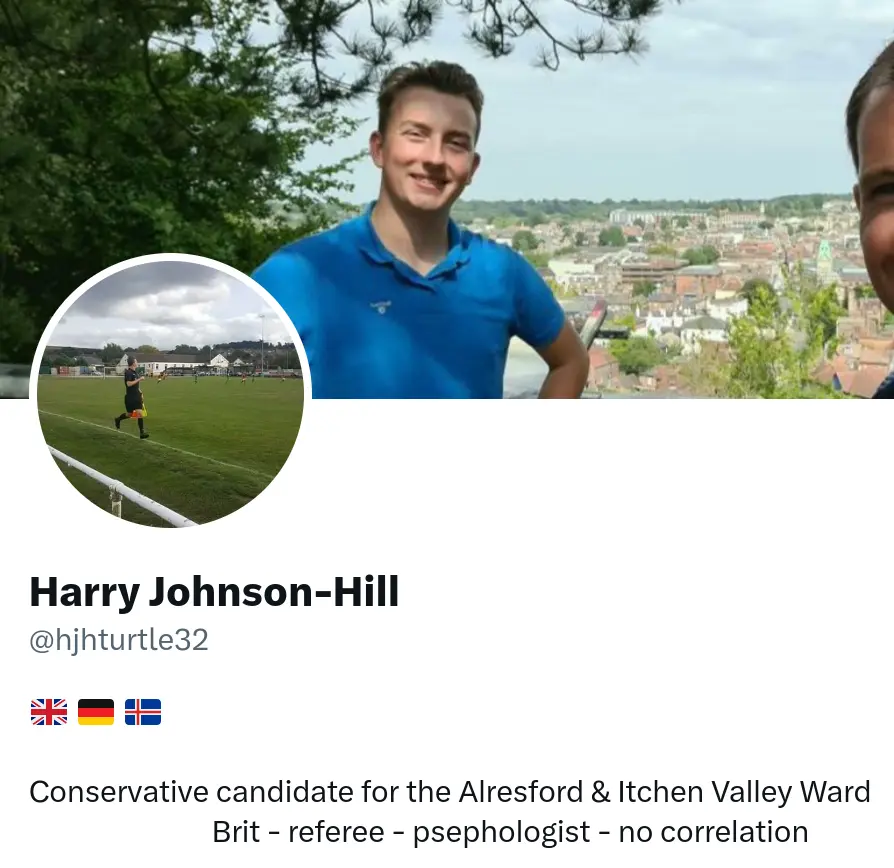 Harry Johnson-Hill
@hjhturtle32
🇬🇧 🇩🇪 🇮🇸
Conservative candidate for the Alresford & Itchen Valley Ward
Brit - referee - psephologist - no correlation